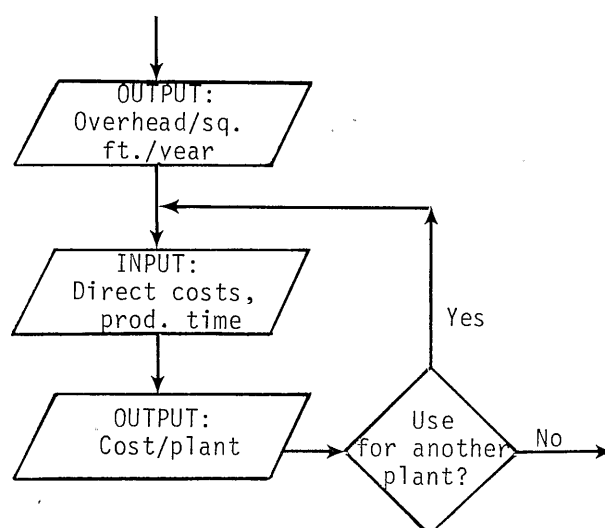 OUTPUT:
Overhead/sq.
ft./year
INPUT:
Direct costs,
prod. time
Yes
OUTPUT:
Cost/plant
Use
for another
plant?
No